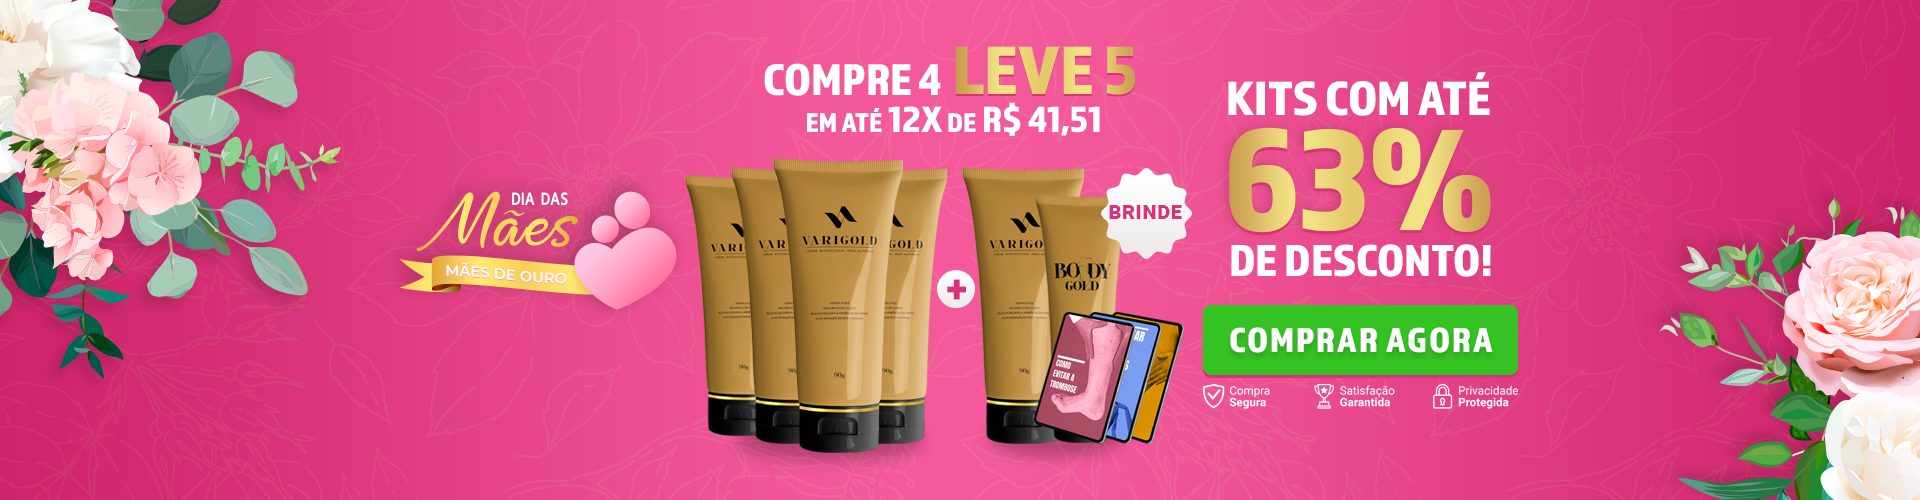 COMPRE 4 LEVE 5
EM ATÉ 12X DE R$ 41,51
DIA DAS
Mães
MÃES DE OURO
VARIGOLD
90g
BRINDE
BODY
GOLD
COMO
EVITAR A
TROMBOSE
KITS COM ATÉ
63%
DE DESCONTO!
COMPRAR AGORA
Compra
Segura
Satisfação
Garantida
Privacidade
Protegida